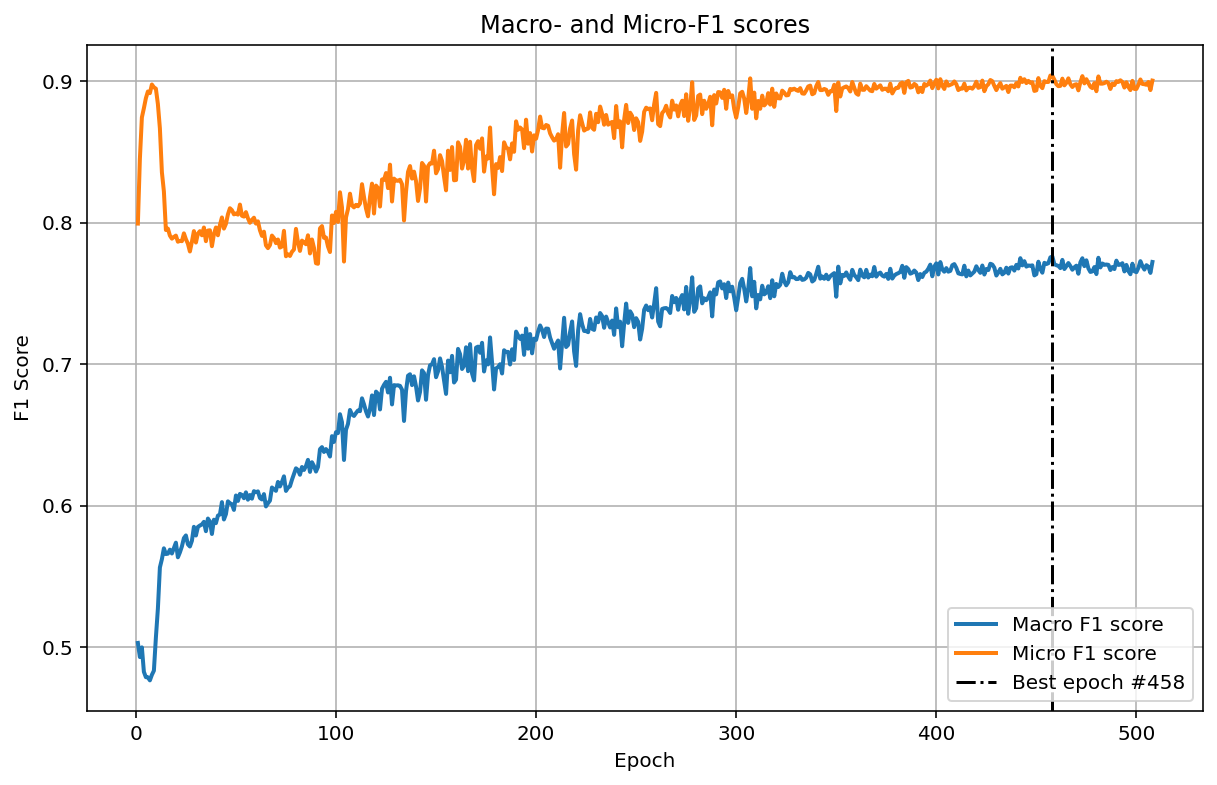 Macro- and Micro-F1 scores
F1 Score
0.9
0.8
0.7
0.6
0.5
0 100 200 300 400 500
Epoch
Macro F1 score
Micro F1 score
Best epoch #458